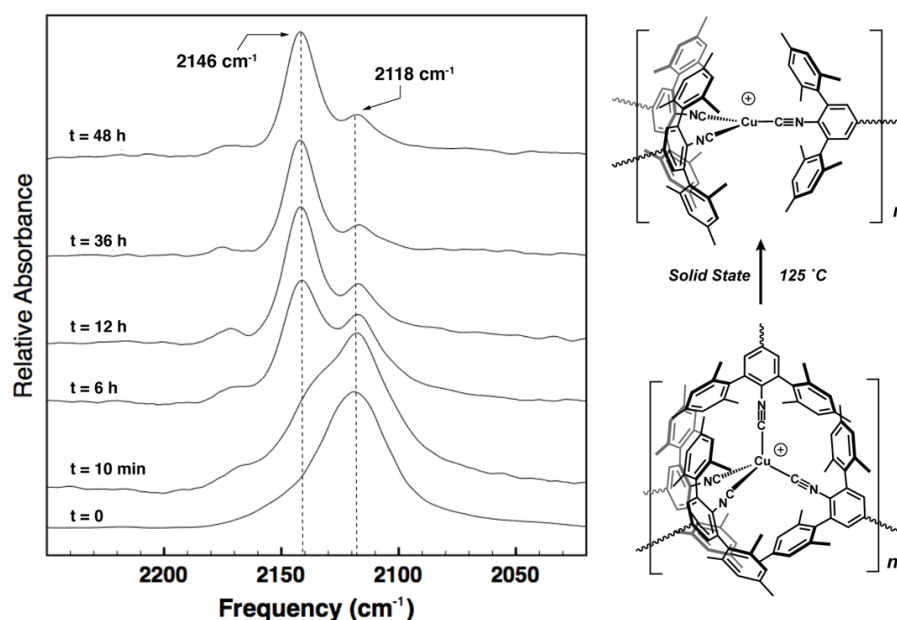 2146 cm⁻¹
2118 cm⁻¹
t = 48 h
t = 36 h
t = 12 h
t = 6 h
t = 10 min
t = 0
Relative Absorbance
2200
2150
2100
2050
Frequency (cm⁻¹)
NC
NC
⊕
Cu
C≡N
Solid State
125 ˚C
N≡C
⊕
Cu
NC
NC
C≡N
n